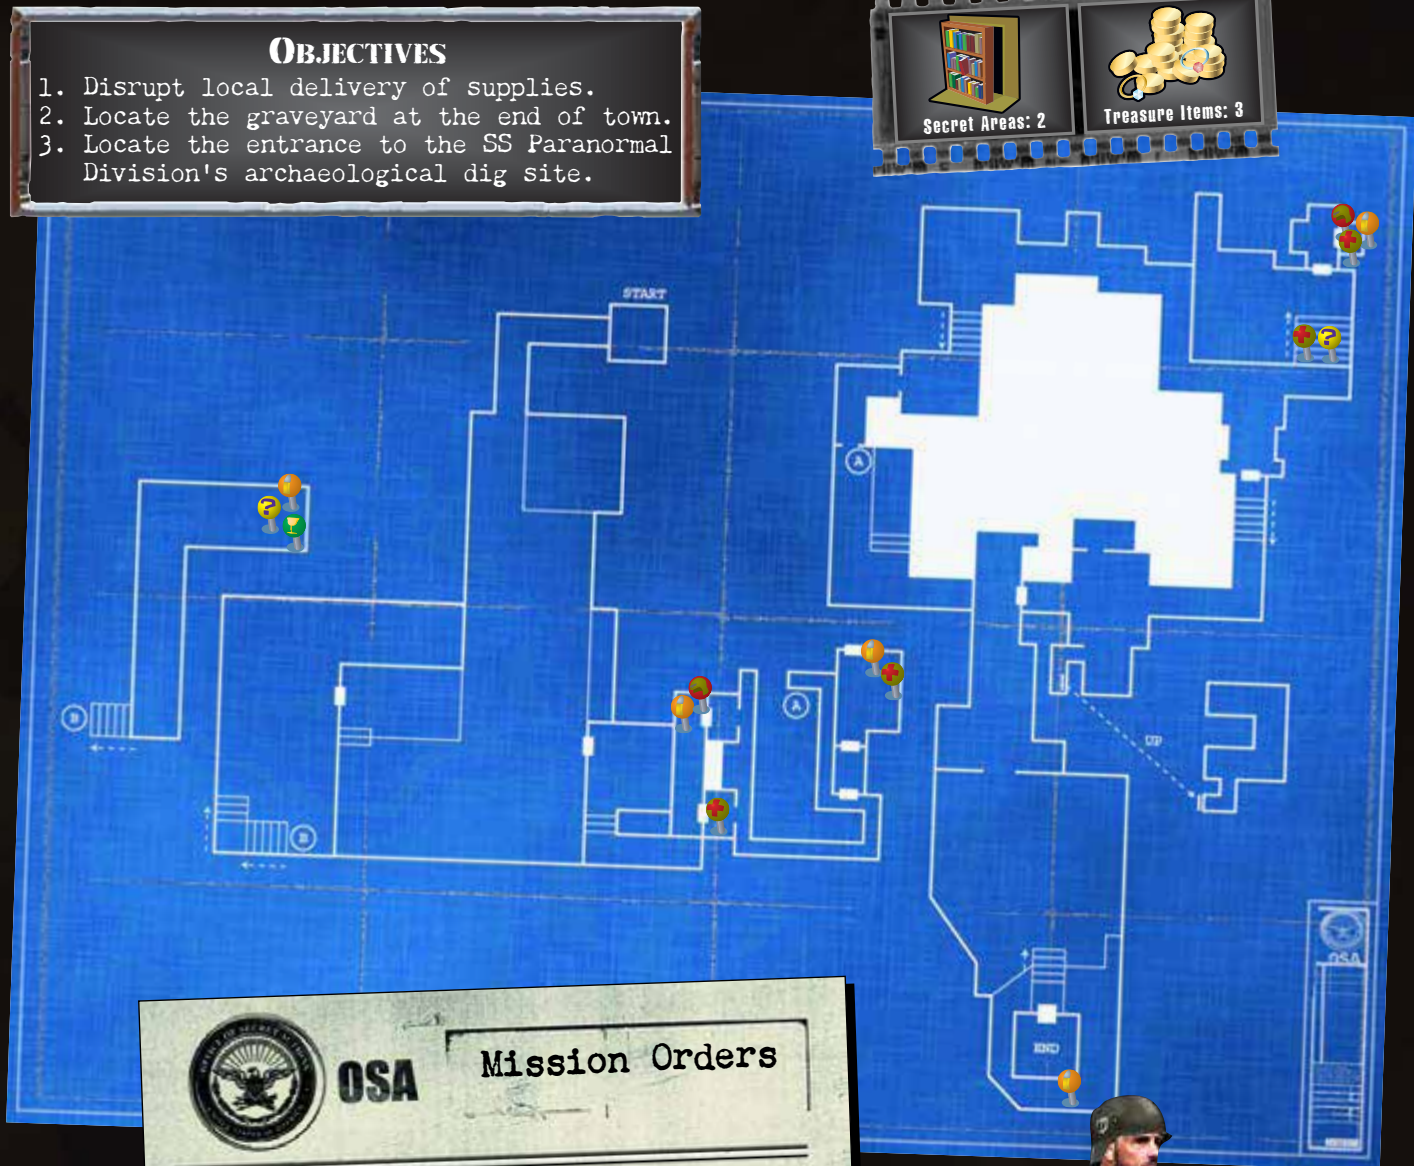 Objectives
1. Disrupt local delivery of supplies.
2. Locate the graveyard at the end of town.
3. Locate the entrance to the SS Paranormal
Division's archaeological dig site.
Secret Areas: 2
Treasure Items: 3
START
A
?
?
B
A
UP
B
OSA
END
OSA
Mission Orders